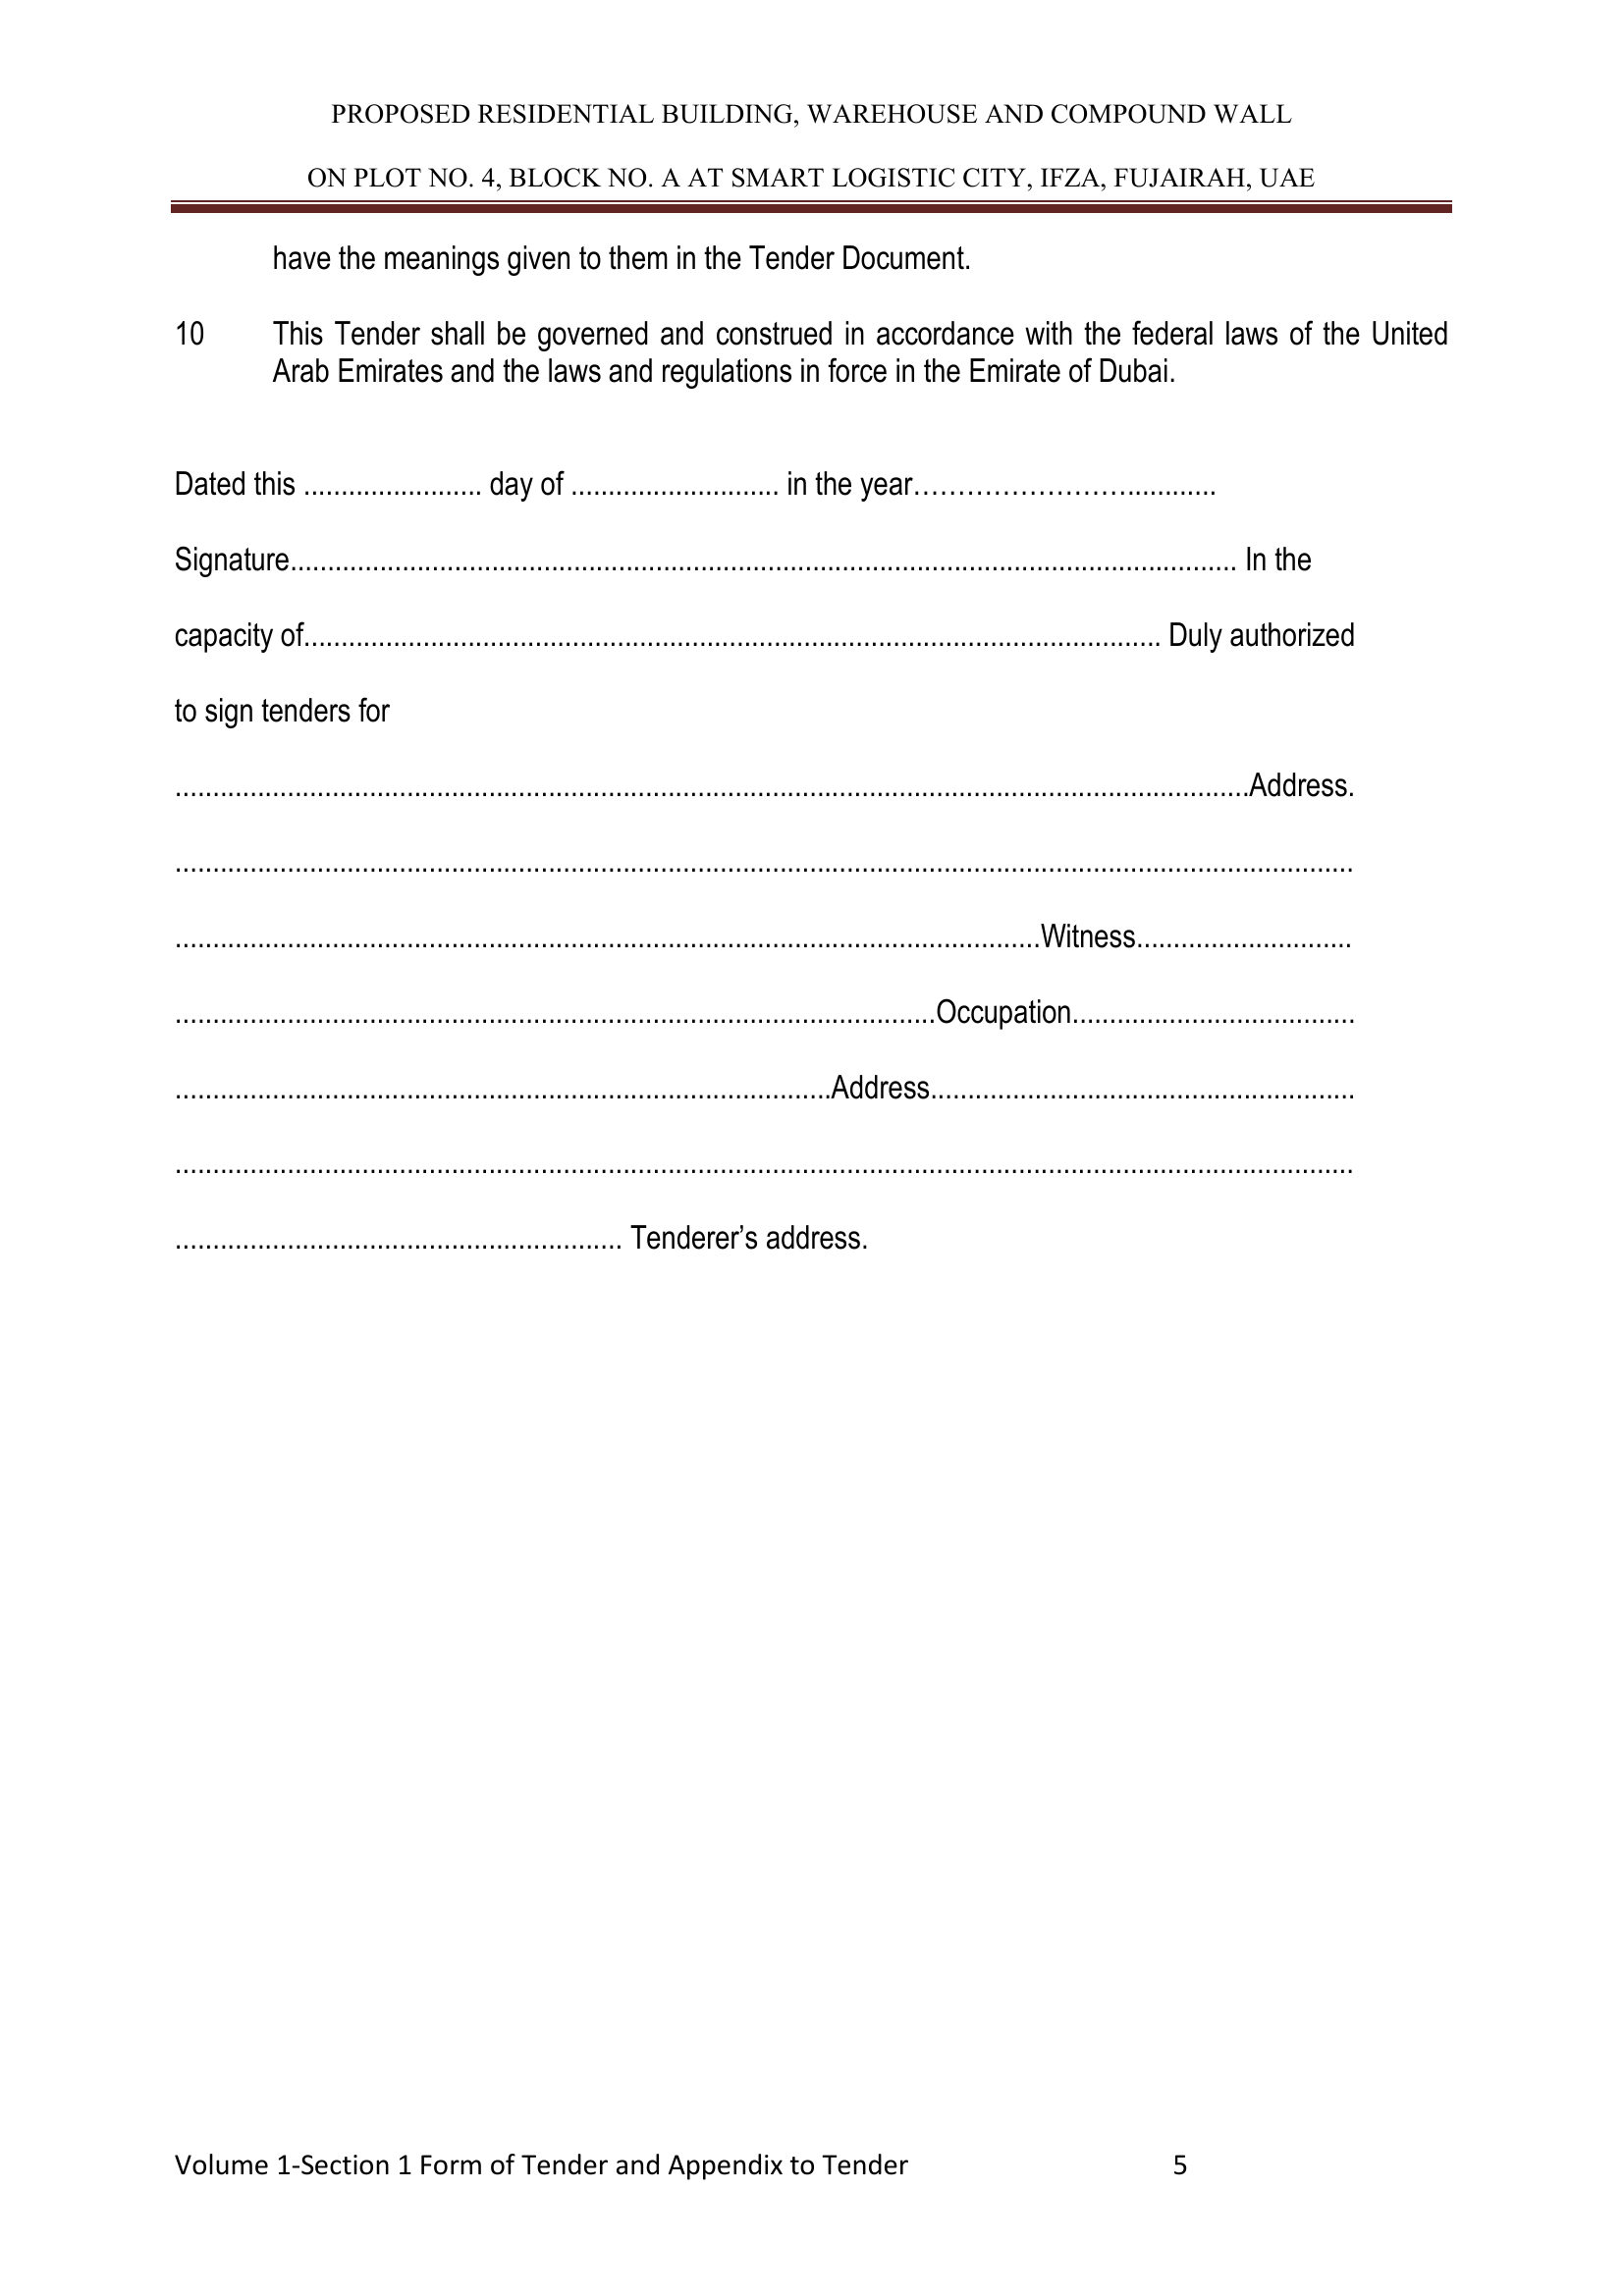 PROPOSED RESIDENTIAL BUILDING, WAREHOUSE AND COMPOUND WALL
ON PLOT NO. 4, BLOCK NO. A AT SMART LOGISTIC CITY, IFZA, FUJAIRAH, UAE
have the meanings given to them in the Tender Document.
10 This Tender shall be governed and construed in accordance with the federal laws of the United
Arab Emirates and the laws and regulations in force in the Emirate of Dubai.
Dated this ........................ day of ............................ in the year……………………............
Signature............................................................................................................................... In the
capacity of................................................................................................................... Duly authorized
to sign tenders for
................................................................................................................................................Address.
..............................................................................................................................................................
....................................................................................................................Witness.............................
......................................................................................................Occupation......................................
........................................................................................Address.........................................................
..............................................................................................................................................................
............................................................ Tenderer’s address.
Volume 1-Section 1 Form of Tender and Appendix to Tender 5